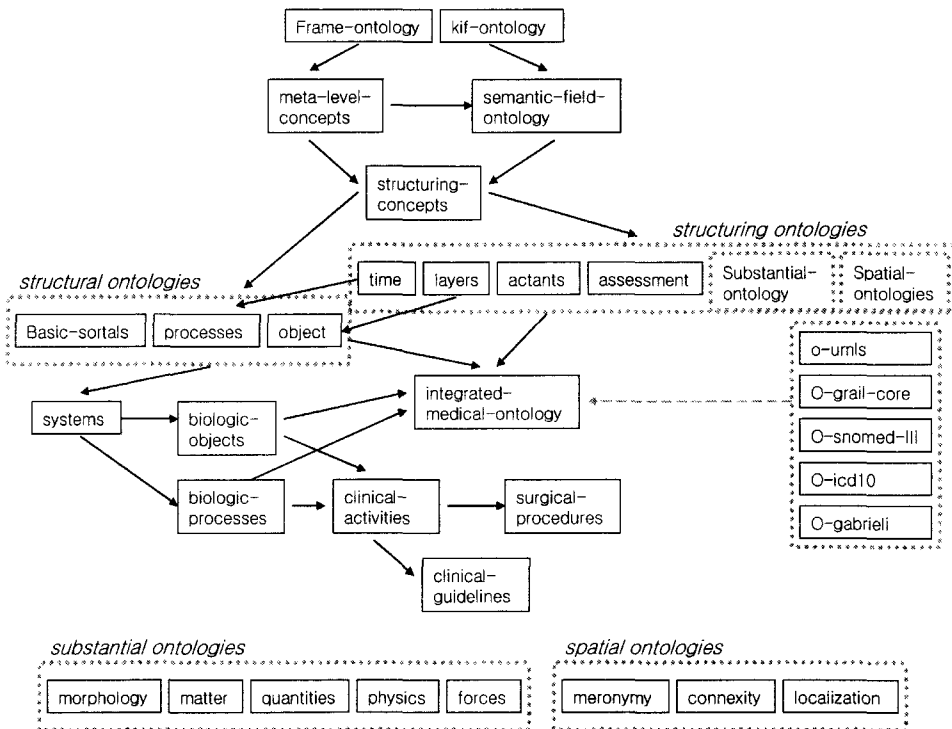 Frame-ontology
kif-ontology
meta-level-
concepts
semantic-field-
ontology
structuring-
concepts
structuring ontologies
structural ontologies
time
layers
actants
assessment
Substantial-
ontology
Spatial-
ontologies
Basic-sortals
processes
object
o-umls
O-grail-core
O-snomed-III
O-icd10
O-gabrieli
integrated-
medical-ontology
systems
biologic-
objects
biologic-
processes
clinical-
activities
surgical-
procedures
clinical-
guidelines
substantial ontologies
morphology
matter
quantities
physics
forces
spatial ontologies
meronymy
connexity
localization